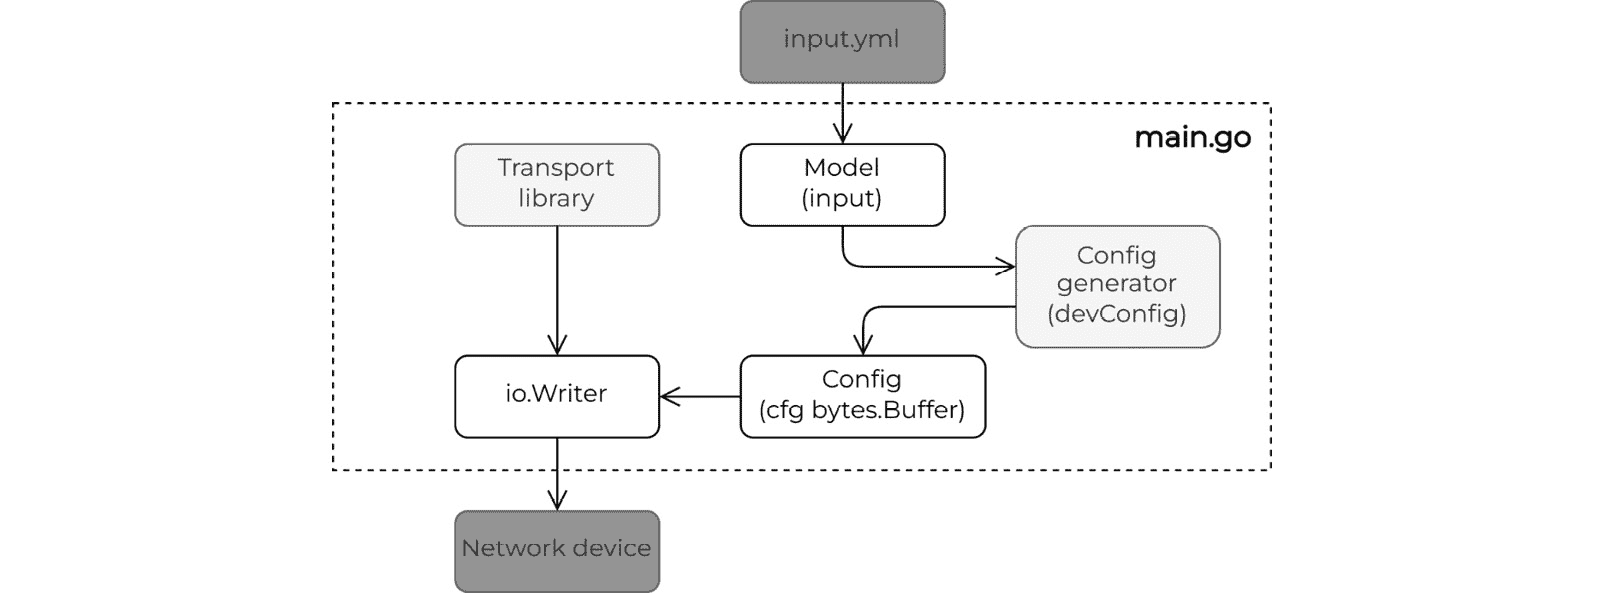 input.yml
main.go
Transport
library
Model
(input)
Config
generator
(devConfig)
io.Writer
Config
(cfg bytes.Buffer)
Network device